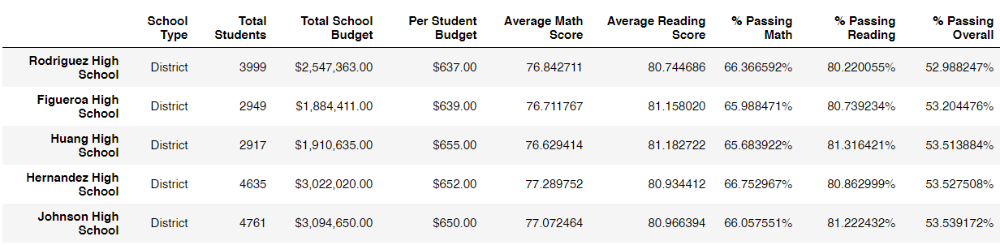 School Type Total Students Total School Budget Per Student Budget Average Math Score Average Reading Score % Passing Math % Passing Reading % Passing Overall
Rodriguez High School District 3999 $2,547,363.00 $637.00 76.842711 80.744686 66.366592% 80.220055% 52.988247%
Figueroa High School District 2949 $1,884,411.00 $639.00 76.711767 81.158020 65.988471% 80.739234% 53.204476%
Huang High School District 2917 $1,910,635.00 $655.00 76.629414 81.182722 65.683922% 81.316421% 53.513884%
Hernandez High School District 4635 $3,022,020.00 $652.00 77.289752 80.934412 66.752967% 80.862999% 53.527508%
Johnson High School District 4761 $3,094,650.00 $650.00 77.072464 80.966394 66.057551% 81.222432% 53.539172%